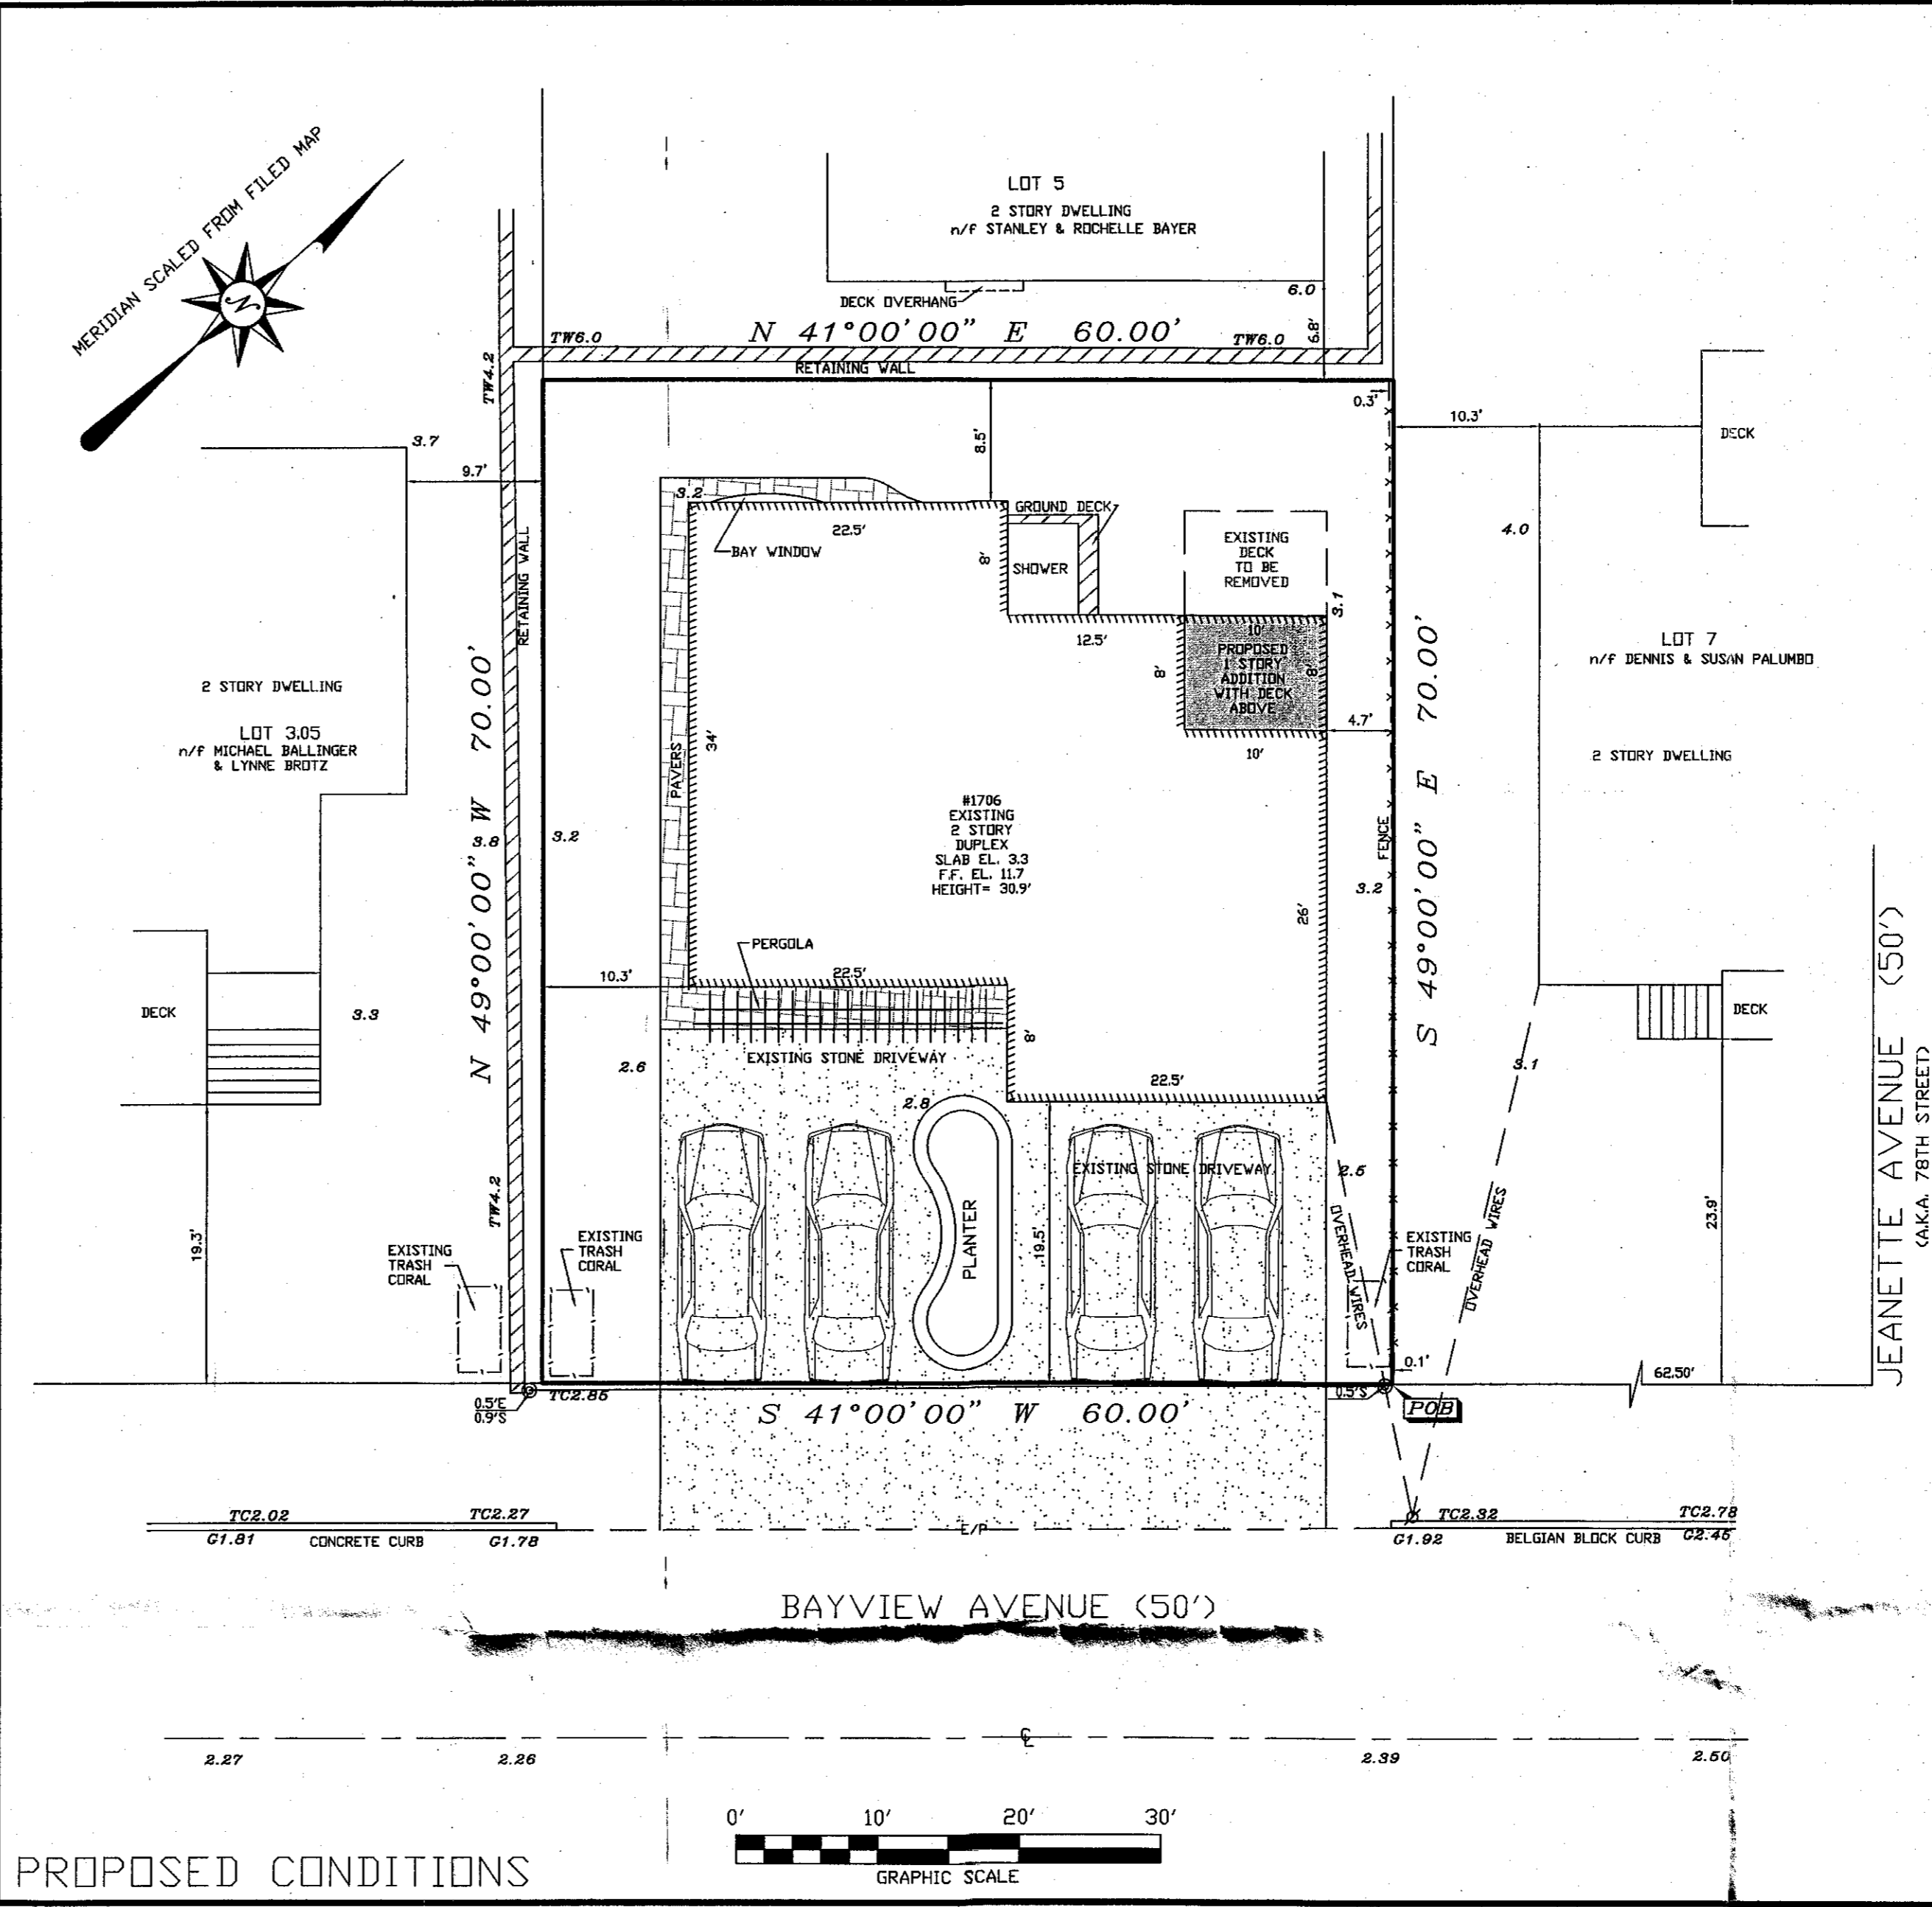 MERIDIAN SCALED FROM FILED MAP
N
LOT 5
2 STORY DWELLING
n/f STANLEY & ROCHELLE BAYER
DECK OVERHANG
6.0
6.8'
TW6.0
N 41°00'00" E 60.00'
TW6.0
RETAINING WALL
TW4.2
3.7
9.7'
RETAINING WALL
0.3'
10.3'
DECK
8.5'
3.2
22.5'
BAY WINDOW
8'
GROUND DECK
SHOWER
EXISTING
DECK
TO BE
REMOVED
3.1
4.0
12.5'
10'
PROPOSED
1 STORY
ADDITION
WITH DECK
ABOVE
8'
8'
10'
4.7'
LOT 7
n/f DENNIS & SUSAN PALUMBO
2 STORY DWELLING
2 STORY DWELLING
LOT 3.05
n/f MICHAEL BALLINGER
& LYNNE BROTZ
N 49°00'00" W 70.00'
3.8
3.2
PAVERS
34'
#1706
EXISTING
2 STORY
DUPLEX
SLAB EL. 3.3
F.F. EL. 11.7
HEIGHT= 30.9'
26'
FENCE
3.2
S 49°00'00" E 70.00'
PERGOLA
22.5'
10.3'
DECK
3.3
DECK
2.6
EXISTING STONE DRIVEWAY
8'
22.5'
3.1
2.8
JEANETTE AVENUE (50')
(A.K.A. 78TH STREET)
TW4.2
19.3'
EXISTING
TRASH
CORAL
EXISTING
TRASH
CORAL
PLANTER
19.5'
EXISTING STONE DRIVEWAY
2.5
OVERHEAD WIRES
EXISTING
TRASH
CORAL
OVERHEAD WIRES
23.9'
0.1'
62.50'
0.5'E
0.9'S
TC2.85
S 41°00'00" W 60.00'
0.5'S
POB
TC2.02
TC2.27
G1.81
CONCRETE CURB
G1.78
E/P
TC2.32
TC2.78
G1.92
BELGIAN BLOCK CURB
G2.45
BAYVIEW AVENUE (50')
2.27
2.26
2.39
2.50
0'
10'
20'
30'
GRAPHIC SCALE
PROPOSED CONDITIONS